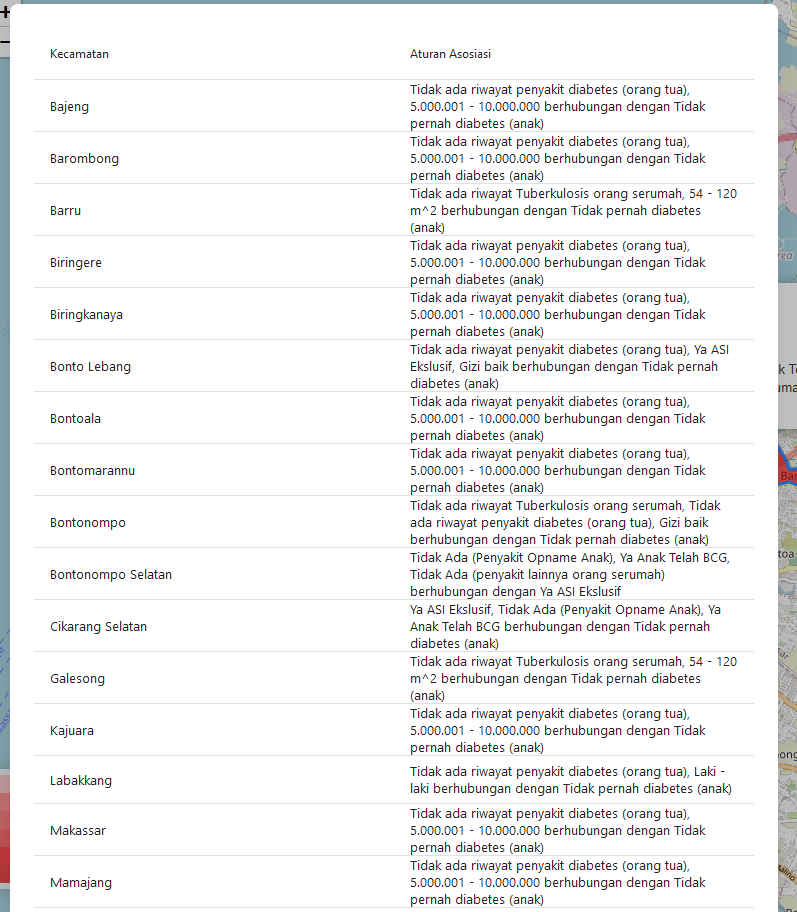 Kecamatan
Aturan Asosiasi
Bajeng
Tidak ada riwayat penyakit diabetes (orang tua),
5.000.001 - 10.000.000 berhubungan dengan Tidak
pernah diabetes (anak)
Barombong
Tidak ada riwayat penyakit diabetes (orang tua),
5.000.001 - 10.000.000 berhubungan dengan Tidak
pernah diabetes (anak)
Barru
Tidak ada riwayat Tuberkulosis orang serumah, 54 - 120
m^2 berhubungan dengan Tidak pernah diabetes
(anak)
Biringere
Tidak ada riwayat penyakit diabetes (orang tua),
5.000.001 - 10.000.000 berhubungan dengan Tidak
pernah diabetes (anak)
Biringkanaya
Tidak ada riwayat penyakit diabetes (orang tua),
5.000.001 - 10.000.000 berhubungan dengan Tidak
pernah diabetes (anak)
Bonto Lebang
Tidak ada riwayat penyakit diabetes (orang tua), Ya ASI
Ekslusif, Gizi baik berhubungan dengan Tidak pernah
diabetes (anak)
Bontoala
Tidak ada riwayat penyakit diabetes (orang tua),
5.000.001 - 10.000.000 berhubungan dengan Tidak
pernah diabetes (anak)
Bontomarannu
Tidak ada riwayat penyakit diabetes (orang tua),
5.000.001 - 10.000.000 berhubungan dengan Tidak
pernah diabetes (anak)
Bontonompo
Tidak ada riwayat Tuberkulosis orang serumah, Tidak
ada riwayat penyakit diabetes (orang tua), Gizi baik
berhubungan dengan Tidak pernah diabetes (anak)
Bontonompo Selatan
Tidak Ada (Penyakit Opname Anak), Ya Anak Telah BCG,
Tidak Ada (penyakit lainnya orang serumah)
berhubungan dengan Ya ASI Ekslusif
Cikarang Selatan
Ya ASI Ekslusif, Tidak Ada (Penyakit Opname Anak), Ya
Anak Telah BCG berhubungan dengan Tidak pernah
diabetes (anak)
Galesong
Tidak ada riwayat Tuberkulosis orang serumah, 54 - 120
m^2 berhubungan dengan Tidak pernah diabetes
(anak)
Kajuara
Tidak ada riwayat penyakit diabetes (orang tua),
5.000.001 - 10.000.000 berhubungan dengan Tidak
pernah diabetes (anak)
Labakkang
Tidak ada riwayat penyakit diabetes (orang tua), Laki -
laki berhubungan dengan Tidak pernah diabetes (anak)
Makassar
Tidak ada riwayat penyakit diabetes (orang tua),
5.000.001 - 10.000.000 berhubungan dengan Tidak
pernah diabetes (anak)
Mamajang
Tidak ada riwayat penyakit diabetes (orang tua),
5.000.001 - 10.000.000 berhubungan dengan Tidak
pernah diabetes (anak)